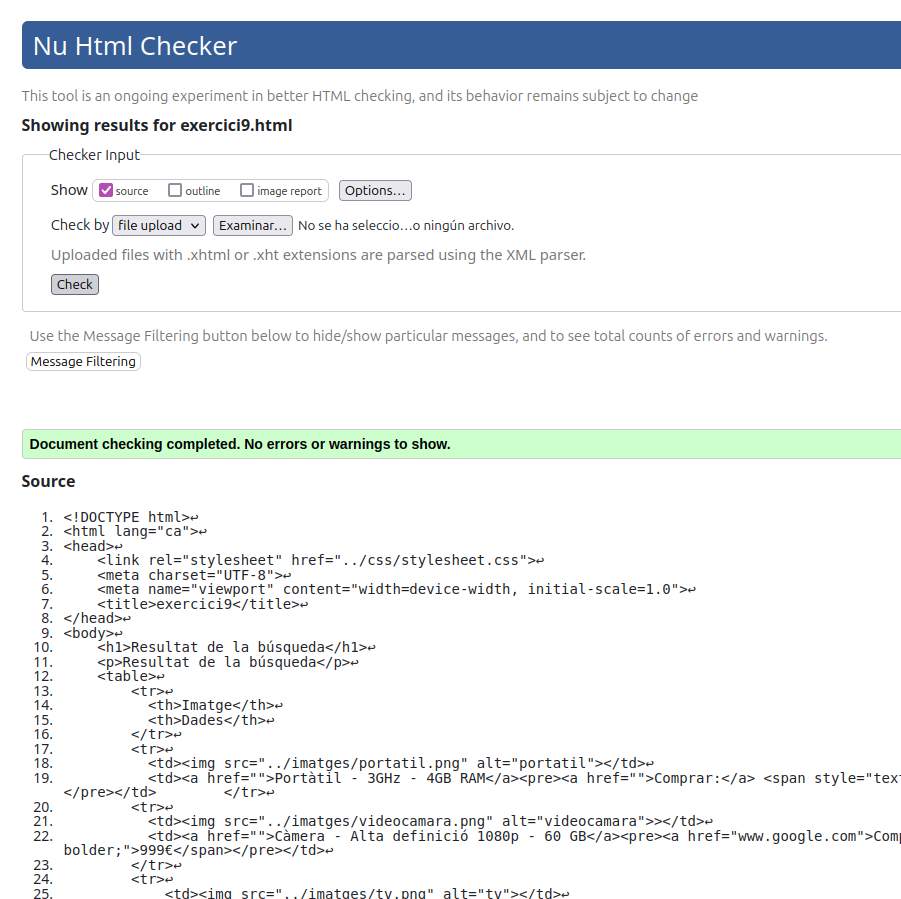 Nu Html Checker
This tool is an ongoing experiment in better HTML checking, and its behavior remains subject to change
Showing results for exercici9.html
Checker Input
Show source outline image report Options...
Check by file upload Examinar... No se ha seleccio...o ningún archivo.
Uploaded files with .xhtml or .xht extensions are parsed using the XML parser.
Check
Use the Message Filtering button below to hide/show particular messages, and to see total counts of errors and warnings.
Message Filtering
Document checking completed. No errors or warnings to show.
Source
1. <!DOCTYPE html>↩
2. <html lang="ca">↩
3. <head>↩
4. <link rel="stylesheet" href="../css/stylesheet.css">↩
5. <meta charset="UTF-8">↩
6. <meta name="viewport" content="width=device-width, initial-scale=1.0">↩
7. <title>exercici9</title>↩
8. </head>↩
9. <body>↩
10. <h1>Resultat de la búsqueda</h1>↩
11. <p>Resultat de la búsqueda</p>↩
12. <table>↩
13. <tr>↩
14. <th>Imatge</th>↩
15. <th>Dades</th>↩
16. </tr>↩
17. <tr>↩
18. <td><img src="../imatges/portatil.png" alt="portatil"></td>↩
19. <td><a href="">Portàtil - 3GHz - 4GB RAM</a><pre><a href="">Comprar:</a> <span style="text
</pre></td> </tr>↩
20. <tr>↩
21. <td><img src="../imatges/videocamara.png" alt="videocamara">></td>↩
22. <td><a href="">Càmera - Alta definició 1080p - 60 GB</a><pre><a href="www.google.com">Comp
bolder;">999€</span></pre></td>↩
23. </tr>↩
24. <tr>↩
25. <td><img src="../imatges/tv.png" alt="tv"></td>↩